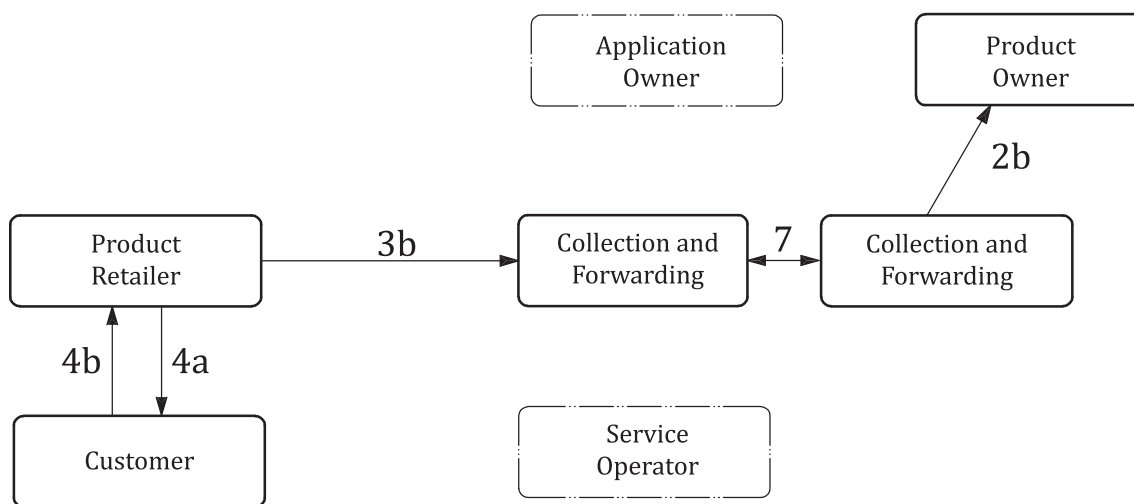 Application
Owner
Product
Owner
2b
Product
Retailer
3b
Collection and
Forwarding
7
Collection and
Forwarding
4b
4a
Customer
Service
Operator